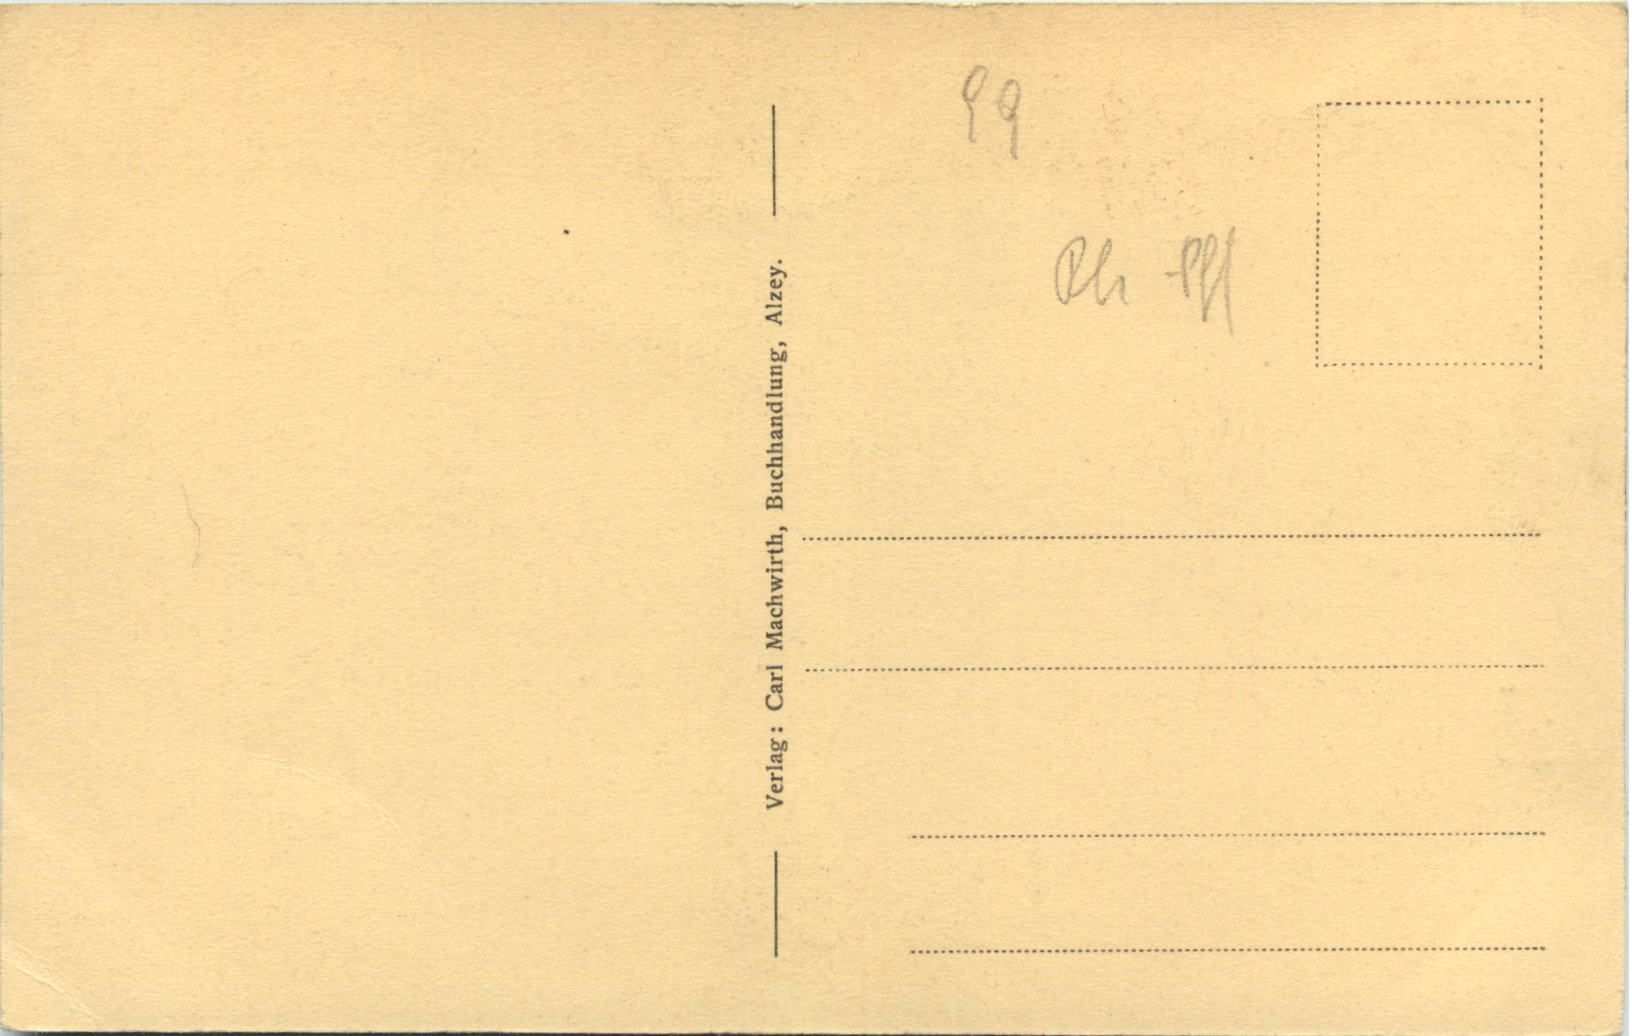 Verlag: Carl Machwirth, Buchhandlung, Alzey.